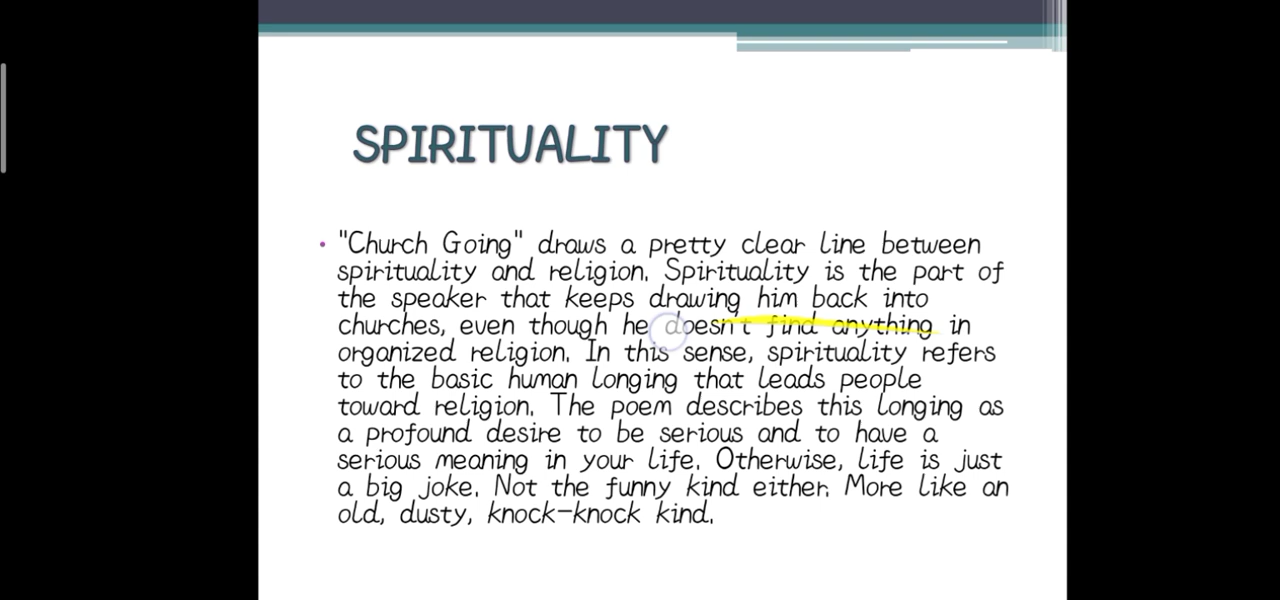 SPIRITUALITY
• "Church Going" draws a pretty clear line between
spirituality and religion. Spirituality is the part of
the speaker that keeps drawing him back into
churches, even though he doesn't find anything in
organized religion. In this sense, spirituality refers
to the basic human longing that leads people
toward religion. The poem describes this longing as
a profound desire to be serious and to have a
serious meaning in your life. Otherwise, life is just
a big joke. Not the funny kind either. More like an
old, dusty, knock-knock kind.